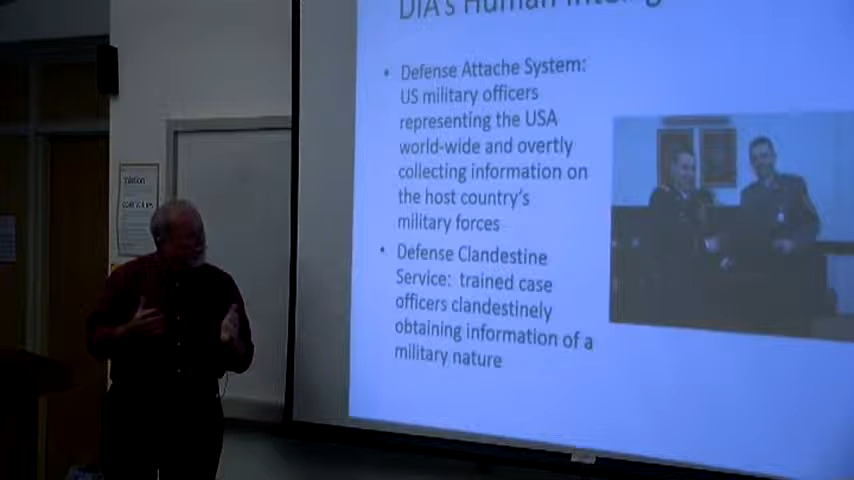 DIA's Human
• Defense Attache System:
US military officers
representing the USA
world-wide and overtly
collecting information on
the host country's
military forces
• Defense Clandestine
Service: trained case
officers clandestinely
obtaining information of a
military nature